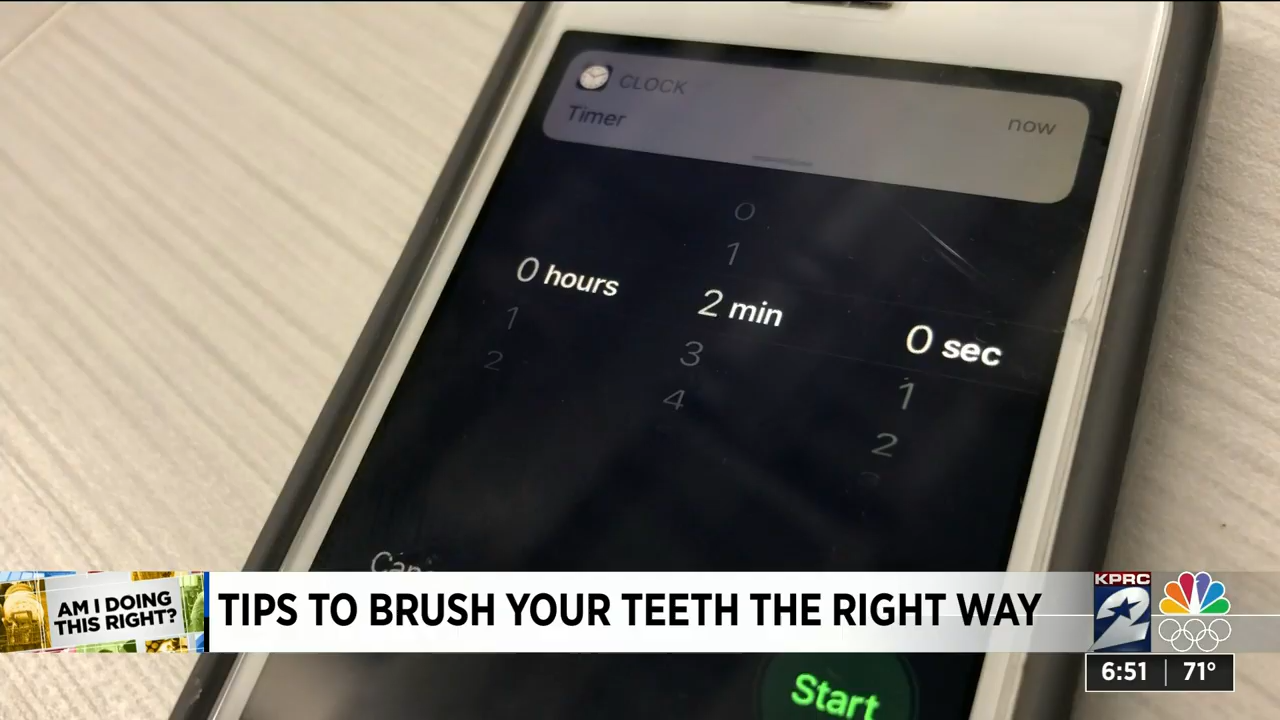 CLOCK
Timer
now
0
1
0 hours
2 min
0 sec
1
3
1
2
4
2
Start
AM I DOING
THIS RIGHT?
TIPS TO BRUSH YOUR TEETH THE RIGHT WAY
KPRC
2
6:51
71°